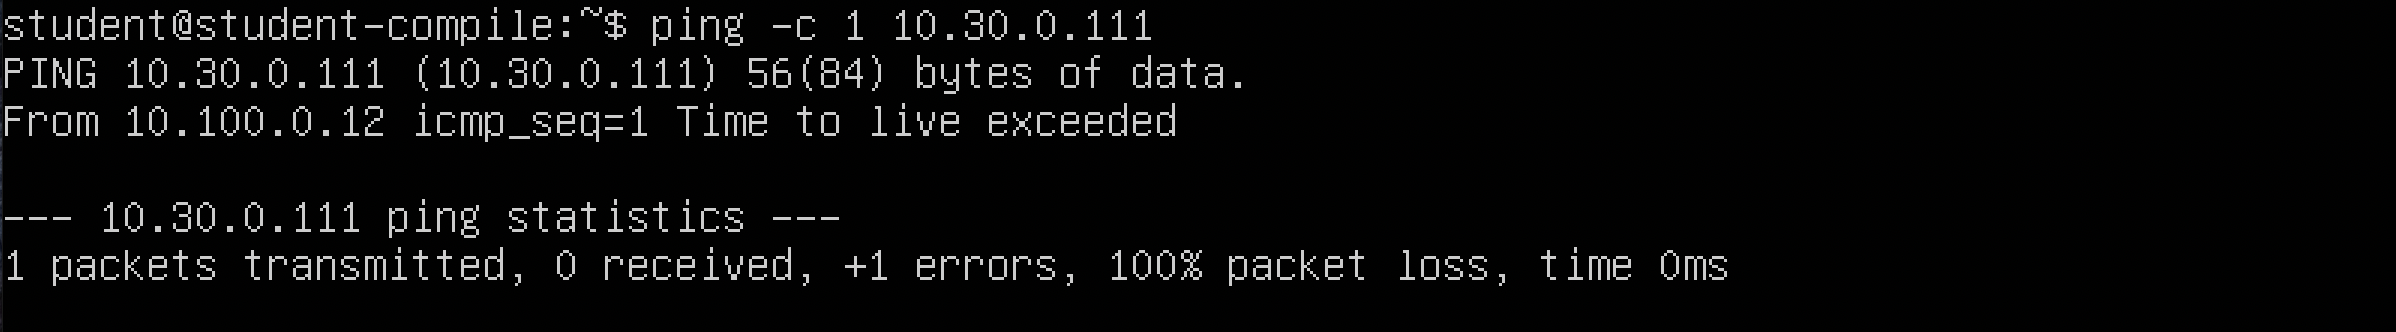 student@student-compile:~$ ping -c 1 10.30.0.111
PING 10.30.0.111 (10.30.0.111) 56(84) bytes of data.
From 10.100.0.12 icmp_seq=1 Time to live exceeded

--- 10.30.0.111 ping statistics ---
1 packets transmitted, 0 received, +1 errors, 100% packet loss, time 0ms